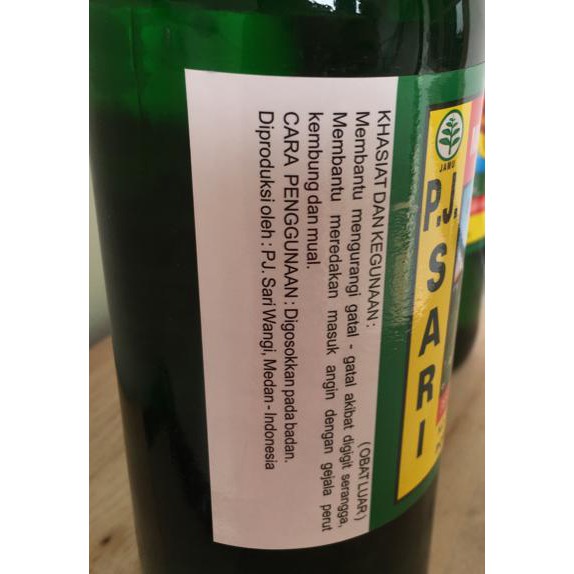 JAMU
P.J.
SARI
KHASIAT DAN KEGUNAAN : ( OBAT LUAR )
Membantu mengurangi gatal - gatal akibat digigit serangga,
Membantu meredakan masuk angin dengan gejala perut
kembung dan mual.
CARA PENGGUNAAN : Digosokkan pada badan.
Diproduksi oleh : P.J. Sari Wangi, Medan - Indonesia